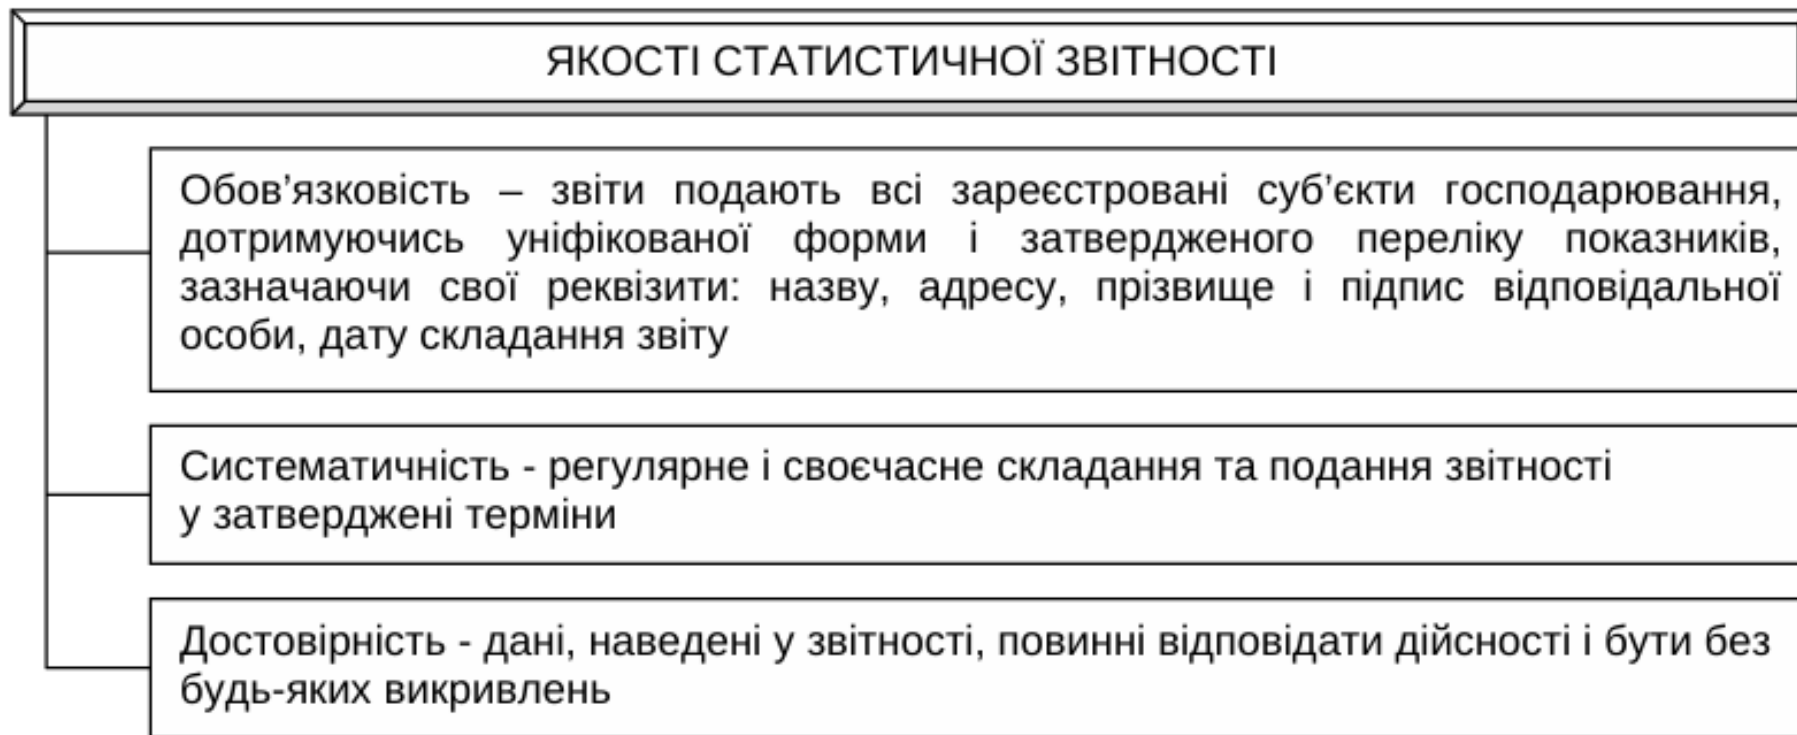 ЯКОСТІ СТАТИСТИЧНОЇ ЗВІТНОСТІ
Обов’язковість – звіти подають всі зареєстровані суб’єкти господарювання,
дотримуючись уніфікованої форми і затвердженого переліку показників,
зазначаючи свої реквізити: назву, адресу, прізвище і підпис відповідальної
особи, дату складання звіту
Систематичність - регулярне і своєчасне складання та подання звітності
у затверджені терміни
Достовірність - дані, наведені у звітності, повинні відповідати дійсності і бути без
будь-яких викривлень